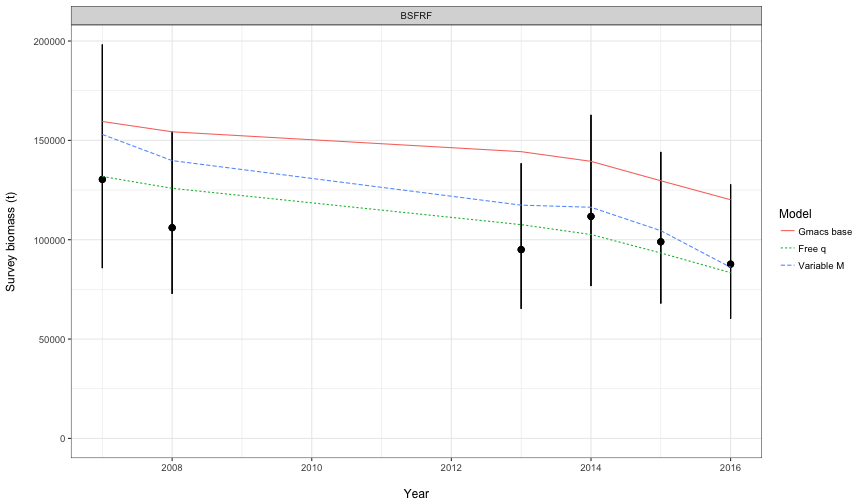 BSFRF
200000
150000
100000
50000
0
Survey biomass (t)
2008 2010 2012 2014 2016
Year
Model
Gmacs base
Free q
Variable M